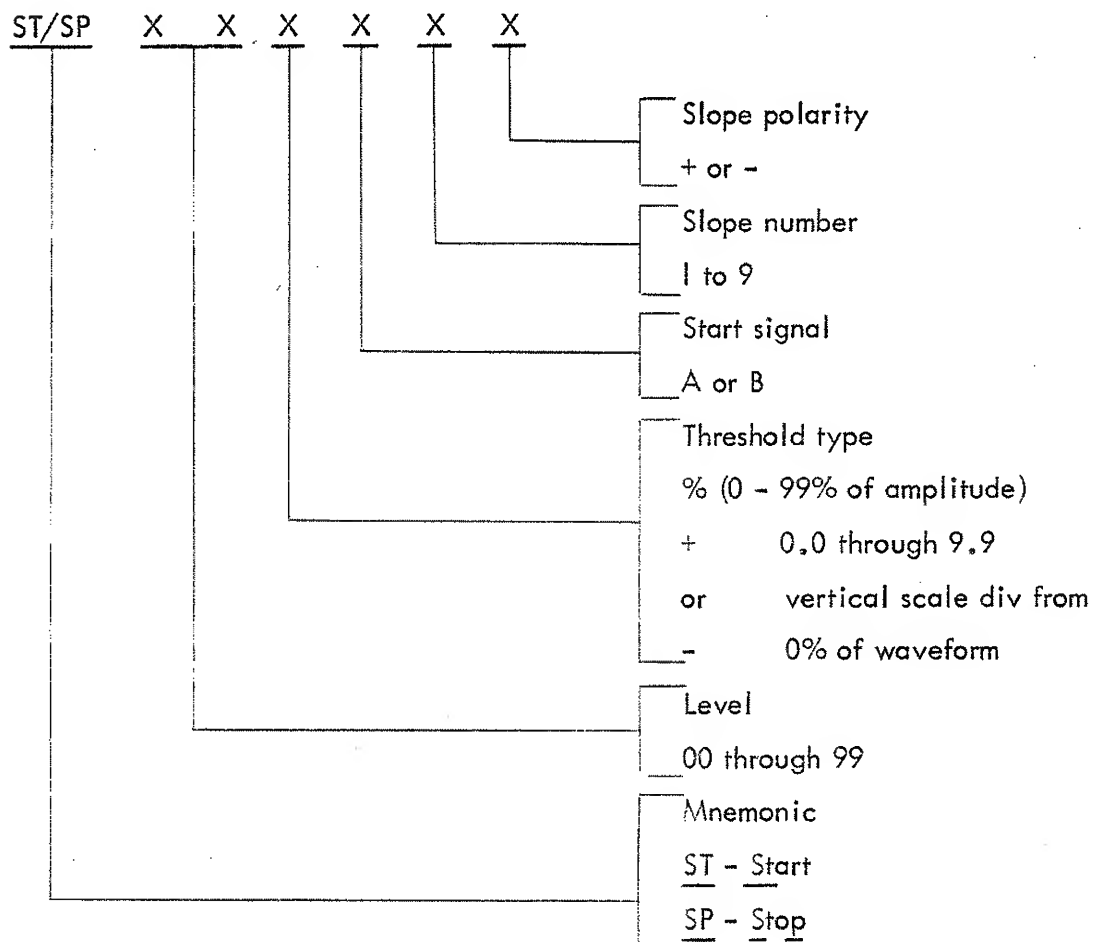 ST/SP X X X X X X
Slope polarity
+ or -
Slope number
1 to 9
Start signal
A or B
Threshold type
% (0 - 99% of amplitude)
+ 0.0 through 9.9
or vertical scale div from
- 0% of waveform
Level
00 through 99
Mnemonic
ST - Start
SP - Stop